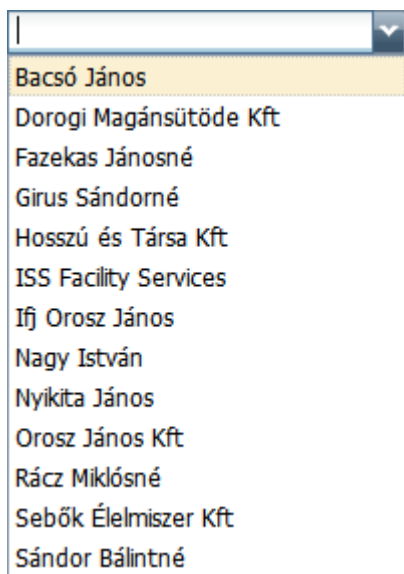 Bacsó János
Dorogi Magánsütöde Kft
Fazekas Jánosné
Girus Sándorné
Hosszú és Társa Kft
ISS Facility Services
Ifj Orosz János
Nagy István
Nyikita János
Orosz János Kft
Rácz Miklósné
Sebők Élelmiszer Kft
Sándor Bálintné